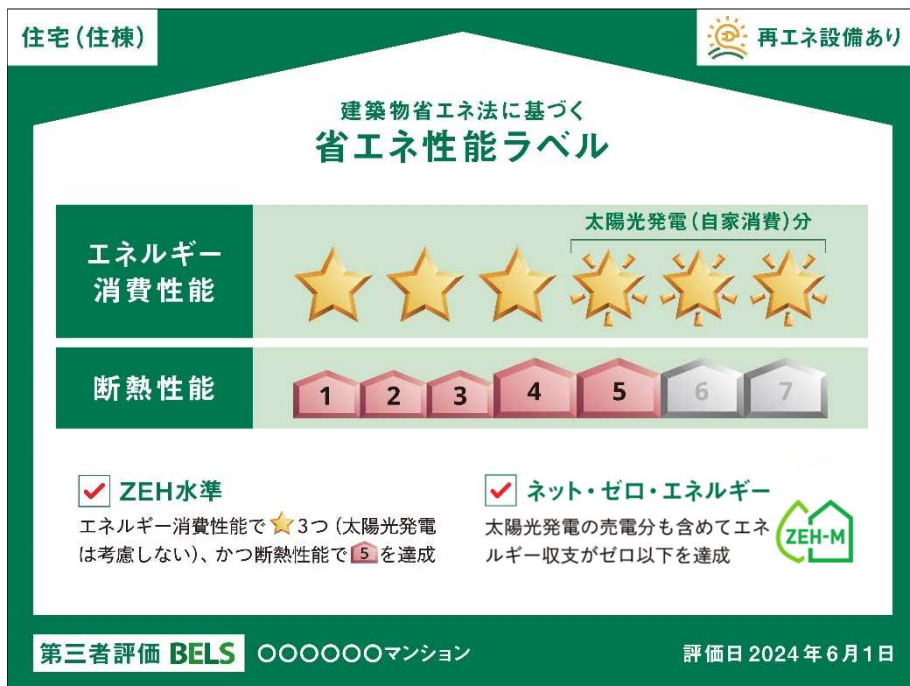 住宅(住棟)
再エネ設備あり
建築物省エネ法に基づく
省エネ性能ラベル
太陽光発電(自家消費)分
エネルギー
消費性能
断熱性能
1 2 3 4 5 6 7
ZEH水準
エネルギー消費性能で⭐3つ(太陽光発電
は考慮しない)、かつ断熱性能で5を達成
ネット・ゼロ・エネルギー
太陽光発電の売電分も含めてエネ
ルギー収支がゼロ以下を達成
ZEH-M
第三者評価 BELS 〇〇〇〇〇〇マンション
評価日2024年6月1日